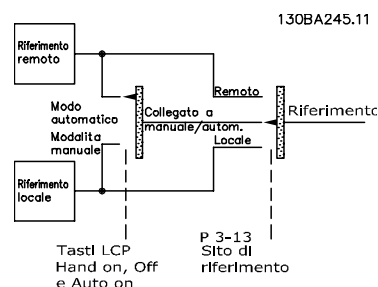 130BA245.11
Riferimento
remoto
Remoto
Modo
automatico
Collegato a
manuale/autom.
Riferimento
Modalita
manuale
Locale
Riferimento
locale
Tasti LCP
Hand on, Off
e Auto on
P 3-13
Sito di
riferimento